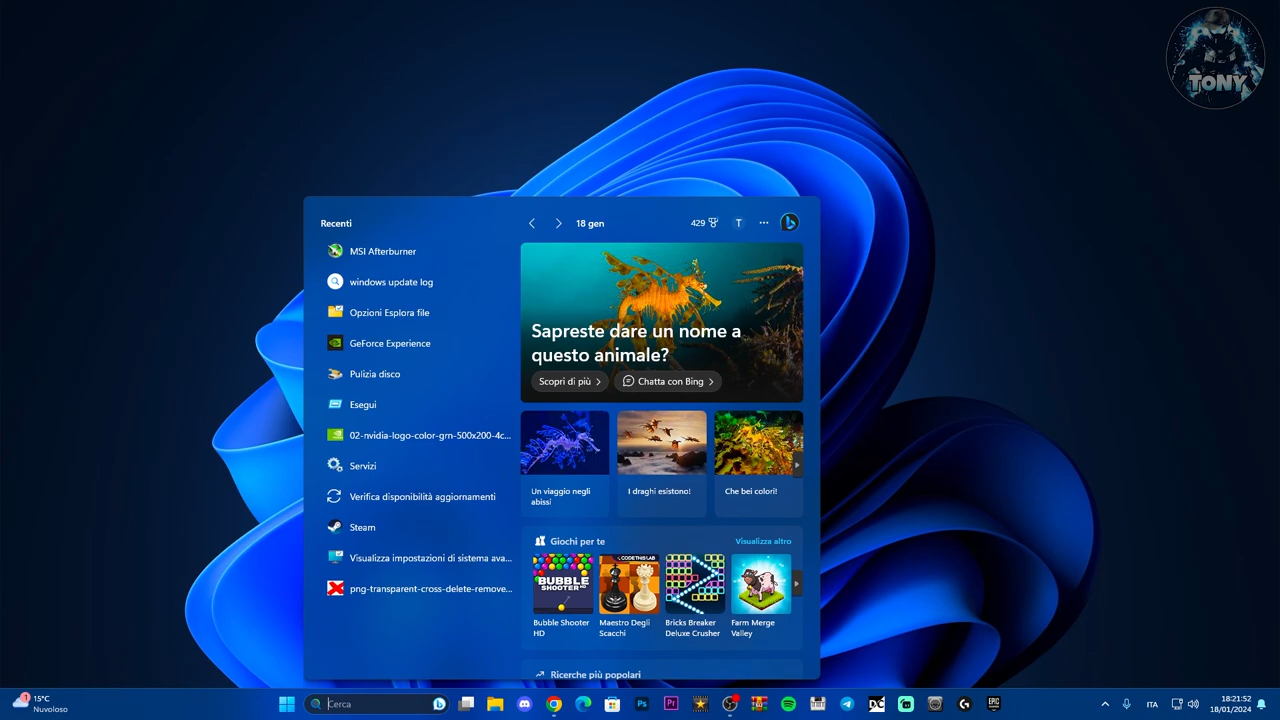 TONY
Recenti
18 gen
429
T
MSI Afterburner
windows update log
Opzioni Esplora file
GeForce Experience
Pulizia disco
Esegui
02-nvidia-logo-color-grn-500x200-4c...
Servizi
Verifica disponibilità aggiornamenti
Steam
Visualizza impostazioni di sistema ava...
png-transparent-cross-delete-remove...
Sapreste dare un nome a
questo animale?
Scopri di più
Chatta con Bing
Un viaggio negli
abissi
I draghi esistono!
Che bei colori!
Giochi per te
Visualizza altro
BUBBLE
SHOOTER
HD
CODETHISLAB
Bubble Shooter
HD
Maestro Degli
Scacchi
Bricks Breaker
Deluxe Crusher
Farm Merge
Valley
Ricerche più popolari
1
15°C
Nuvoloso
Cerca
Ps
Pr
EPIC
ITA
18:21:52
18/01/2024